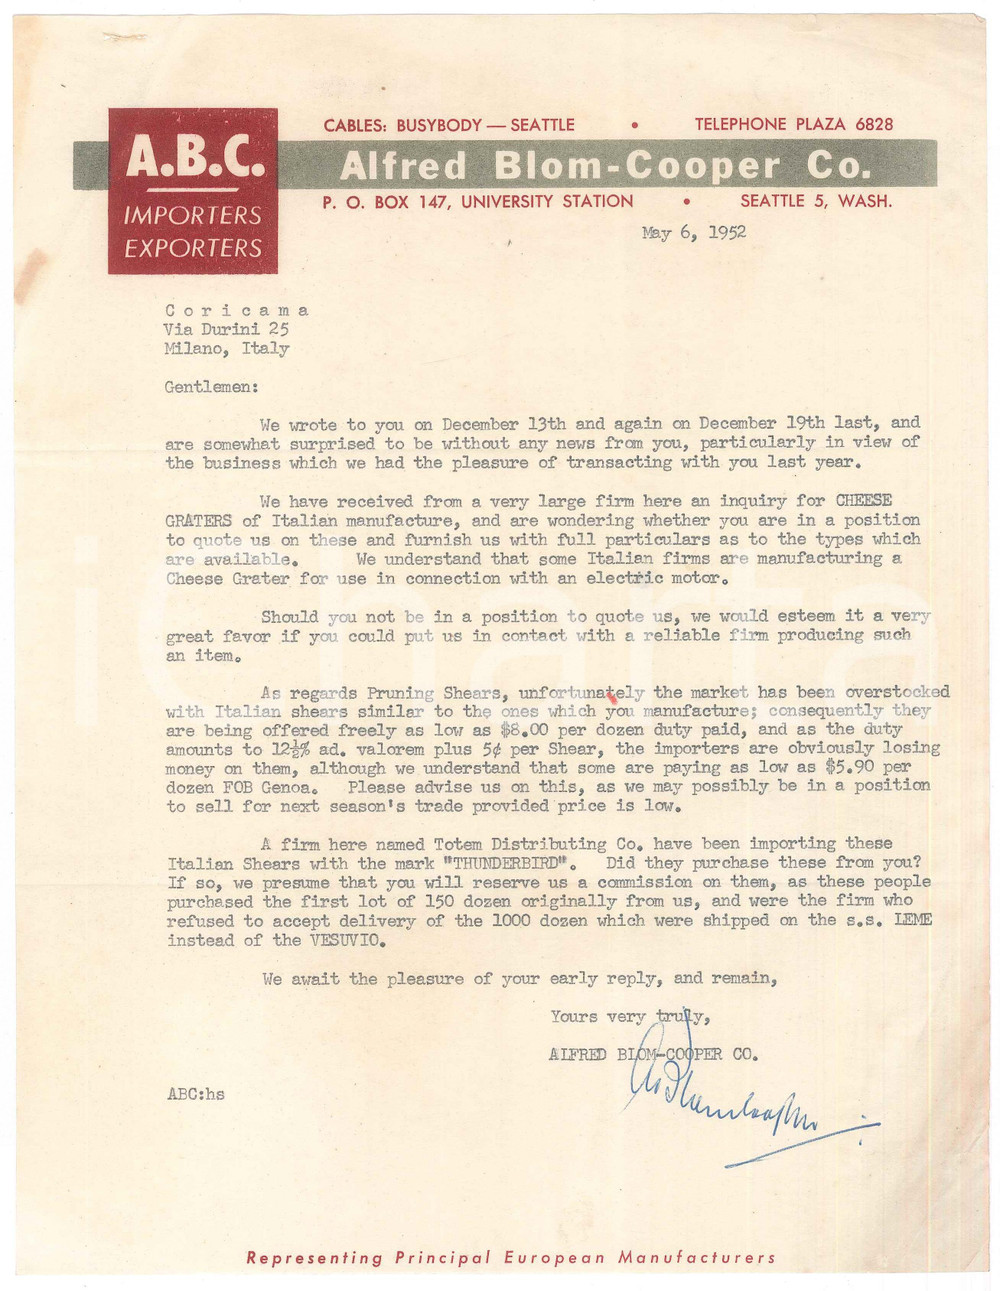 CABLES: BUSYBODY — SEATTLE • TELEPHONE PLAZA 6828
A.B.C.
IMPORTERS
EXPORTERS
Alfred Blom-Cooper Co.
P. O. BOX 147, UNIVERSITY STATION • SEATTLE 5, WASH.
May 6, 1952
C o r i c a m a
Via Durini 25
Milano, Italy
Gentlemen:
We wrote to you on December 13th and again on December 19th last, and
are somewhat surprised to be without any news from you, particularly in view of
the business which we had the pleasure of transacting with you last year.
We have received from a very large firm here an inquiry for CHEESE
GRATERS of Italian manufacture, and are wondering whether you are in a position
to quote us on these and furnish us with full particulars as to the types which
are available. We understand that some Italian firms are manufacturing a
Cheese Grater for use in connection with an electric motor.
Should you not be in a position to quote us, we would esteem it a very
great favor if you could put us in contact with a reliable firm producing such
an item.
As regards Pruning Shears, unfortunately the market has been overstocked
with Italian shears similar to the ones which you manufacture; consequently they
are being offered freely as low as $8.00 per dozen duty paid, and as the duty
amounts to 12½% ad. valorem plus 5¢ per Shear, the importers are obviously losing
money on them, although we understand that some are paying as low as $5.90 per
dozen FOB Genoa. Please advise us on this, as we may possibly be in a position
to sell for next season's trade provided price is low.
A firm here named Totem Distributing Co. have been importing these
Italian Shears with the mark "THUNDERBIRD". Did they purchase these from you?
If so, we presume that you will reserve us a commission on them, as these people
purchased the first lot of 150 dozen originally from us, and were the firm who
refused to accept delivery of the 1000 dozen which were shipped on the s.s. LEME
instead of the VESUVIO.
We await the pleasure of your early reply, and remain,
Yours very truly,
ALFRED BLOM-COOPER CO.
ABC:hs
Representing Principal European Manufacturers